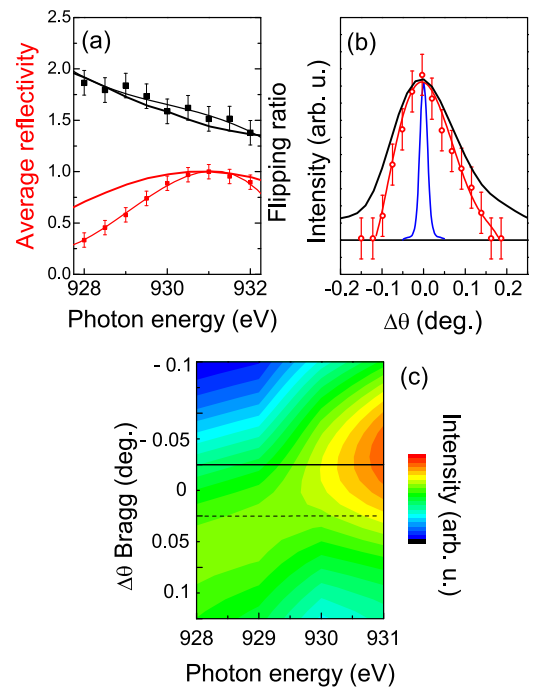 (a)
Average reflectivity
2.5
2.0
1.5
1.0
0.5
0.0
928
930
932
Photon energy (eV)
Flipping ratio
(b)
Intensity (arb. u.)
-0.2
-0.1
0.0
0.1
0.2
Δθ (deg.)
(c)
Δθ Bragg (deg.)
- 0.1
- 0.05
0
0.05
0.1
928
929
930
931
Photon energy (eV)
Intensity (arb. u.)